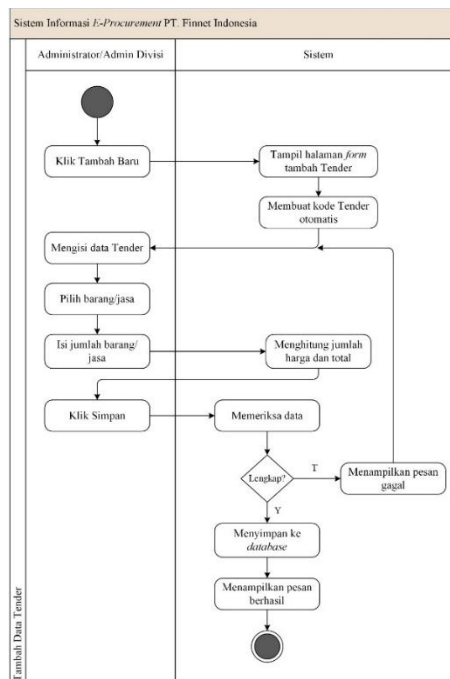 Sistem Informasi E-Procurement PT. Finnet Indonesia
Administrator/Admin Divisi
Sistem
Klik Tambah Baru
Tampil halaman form
tambah Tender
Membuat kode Tender
otomatis
Mengisi data Tender
Pilih barang/jasa
Isi jumlah barang/
jasa
Menghitung jumlah
harga dan total
Klik Simpan
Memeriksa data
Lengkap?
T
Menampilkan pesan
gagal
Y
Menyimpan ke
database
Menampilkan pesan
berhasil
Tambah Data Tender